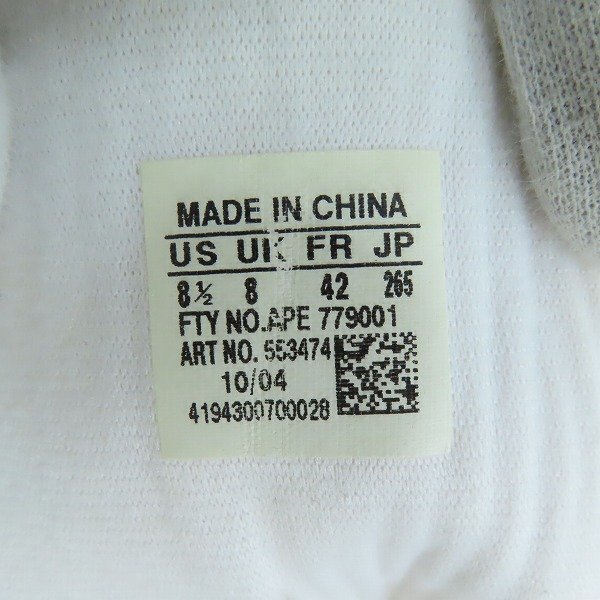 MADE IN CHINA
US UK FR JP
8½ 8 42 265
FTY NO.APE 779001
ART NO. 553474
10/04
4194300700028